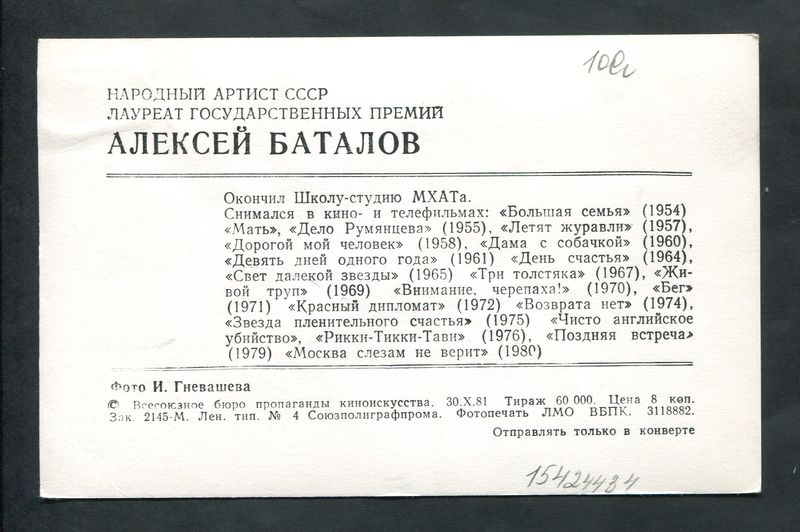 НАРОДНЫЙ АРТИСТ СССР
ЛАУРЕАТ ГОСУДАРСТВЕННЫХ ПРЕМИЙ
АЛЕКСЕЙ БАТАЛОВ
Окончил Школу-студию МХАТа.
Снимался в кино- и телефильмах: «Большая семья» (1954)
«Мать», «Дело Румянцева» (1955), «Летят журавли» (1957),
«Дорогой мой человек» (1958), «Дама с собачкой» (1960),
«Девять дней одного года» (1961) «День счастья» (1964),
«Свет далекой звезды» (1965) «Три толстяка» (1967), «Жи-
вой труп» (1969) «Внимание, черепаха!» (1970), «Бег»
(1971) «Красный дипломат» (1972) «Возврата нет» (1974),
«Звезда пленительного счастья» (1975) «Чисто английское
убийство», «Рикки-Тикки-Тави» (1976), «Поздняя встреча»
(1979) «Москва слезам не верит» (1980)
Фото И. Гневашева
© Всесоюзное бюро пропаганды киноискусства. 30.X.81 Тираж 60 000. Цена 8 коп.
Зак. 2145-М. Лен. тип. № 4 Союзполиграфпрома. Фотопечать ЛМО ВБПК. 3118882.
Отправлять только в конверте
15424434